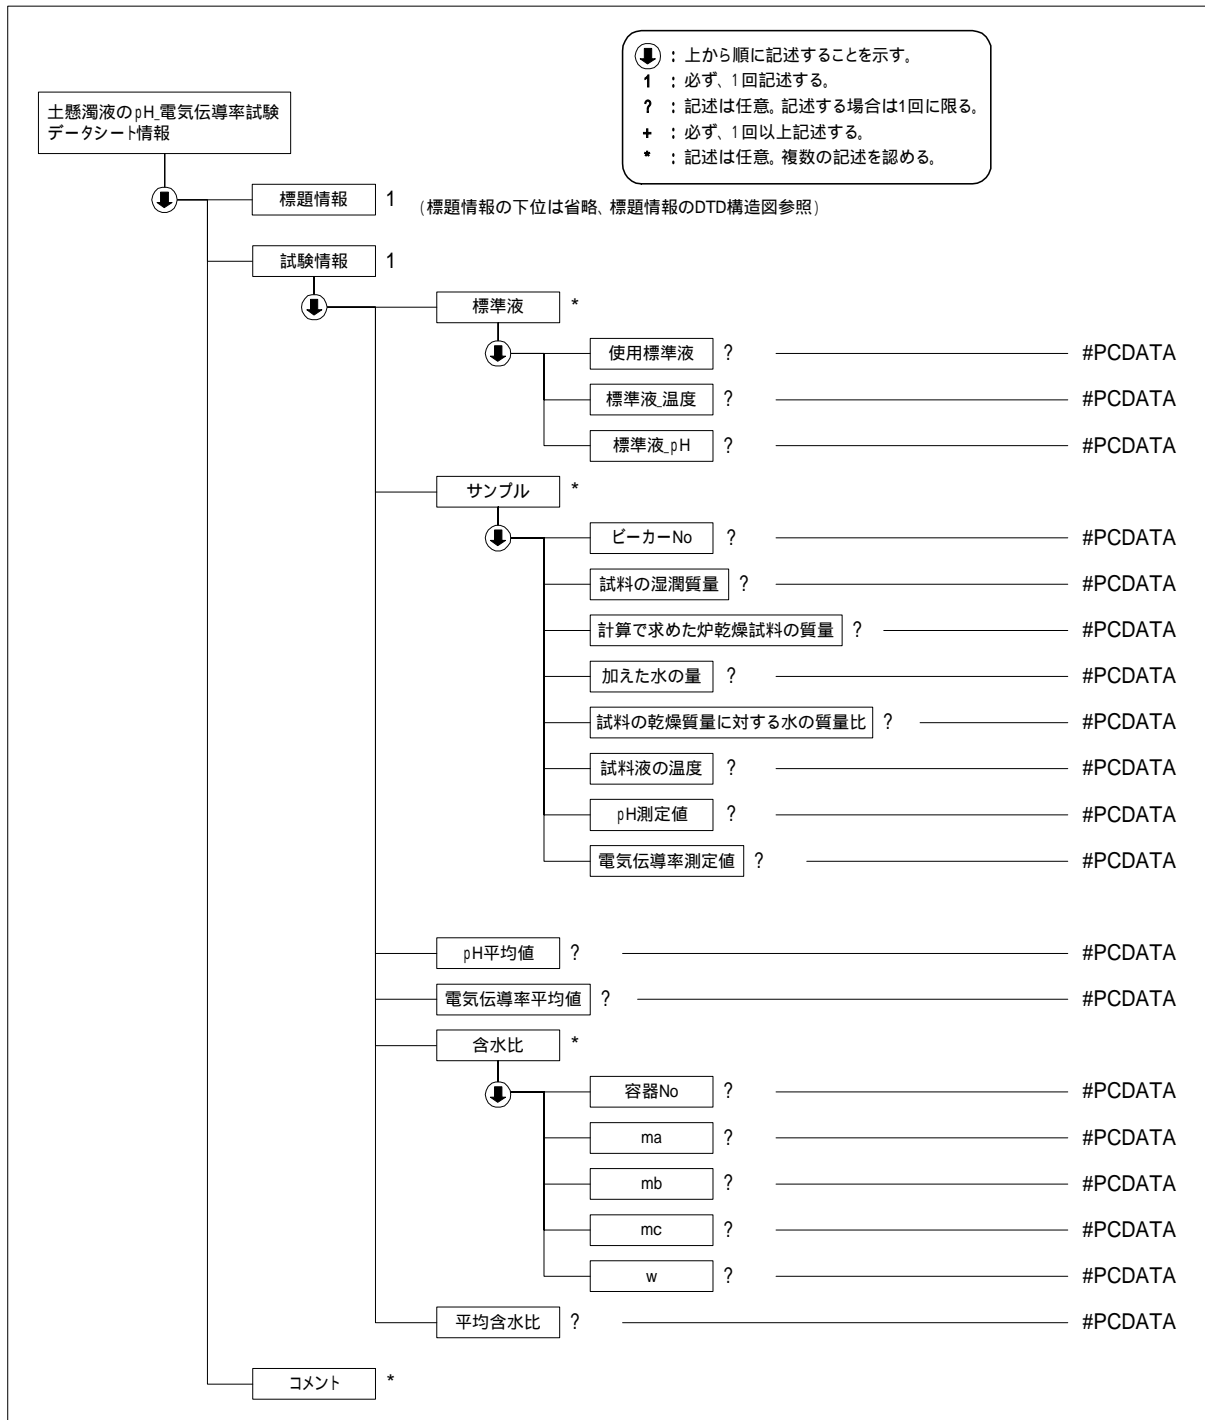 : 上から順に記述することを示す。
1 : 必ず、1回記述する。
? : 記述は任意。記述する場合は1回に限る。
+ : 必ず、1回以上記述する。
* : 記述は任意。複数の記述を認める。
土懸濁液のpH_電気伝導率試験
データシート情報
標題情報 1 (標題情報の下位は省略、標題情報のDTD構造図参照)
試験情報 1
標準液 *
使用標準液 ? #PCDATA
標準液_温度 ? #PCDATA
標準液_pH ? #PCDATA
サンプル *
ビーカーNo ? #PCDATA
試料の湿潤質量 ? #PCDATA
計算で求めた炉乾燥試料の質量 ? #PCDATA
加えた水の量 ? #PCDATA
試料の乾燥質量に対する水の質量比 ? #PCDATA
試料液の温度 ? #PCDATA
pH測定値 ? #PCDATA
電気伝導率測定値 ? #PCDATA
pH平均値 ? #PCDATA
電気伝導率平均値 ? #PCDATA
含水比 *
容器No ? #PCDATA
ma ? #PCDATA
mb ? #PCDATA
mc ? #PCDATA
w ? #PCDATA
平均含水比 ? #PCDATA
コメント *